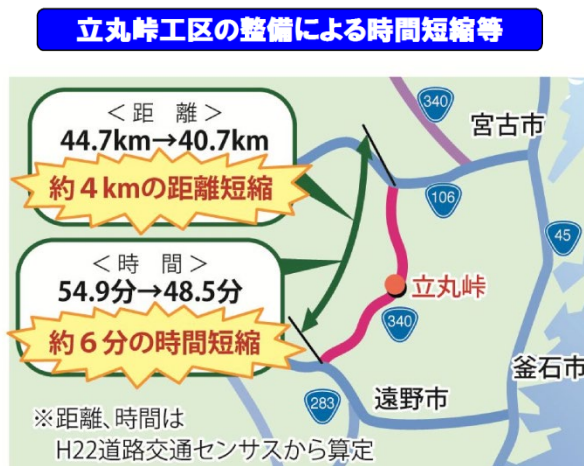 立丸峠工区の整備による時間短縮等
＜距 離＞
44.7km→40.7km
約４kmの距離短縮
＜時 間＞
54.9分→48.5分
約６分の時間短縮
340
宮古市
106
45
立丸峠
340
釜石市
283
遠野市
※距離、時間は
H22道路交通センサスから算定